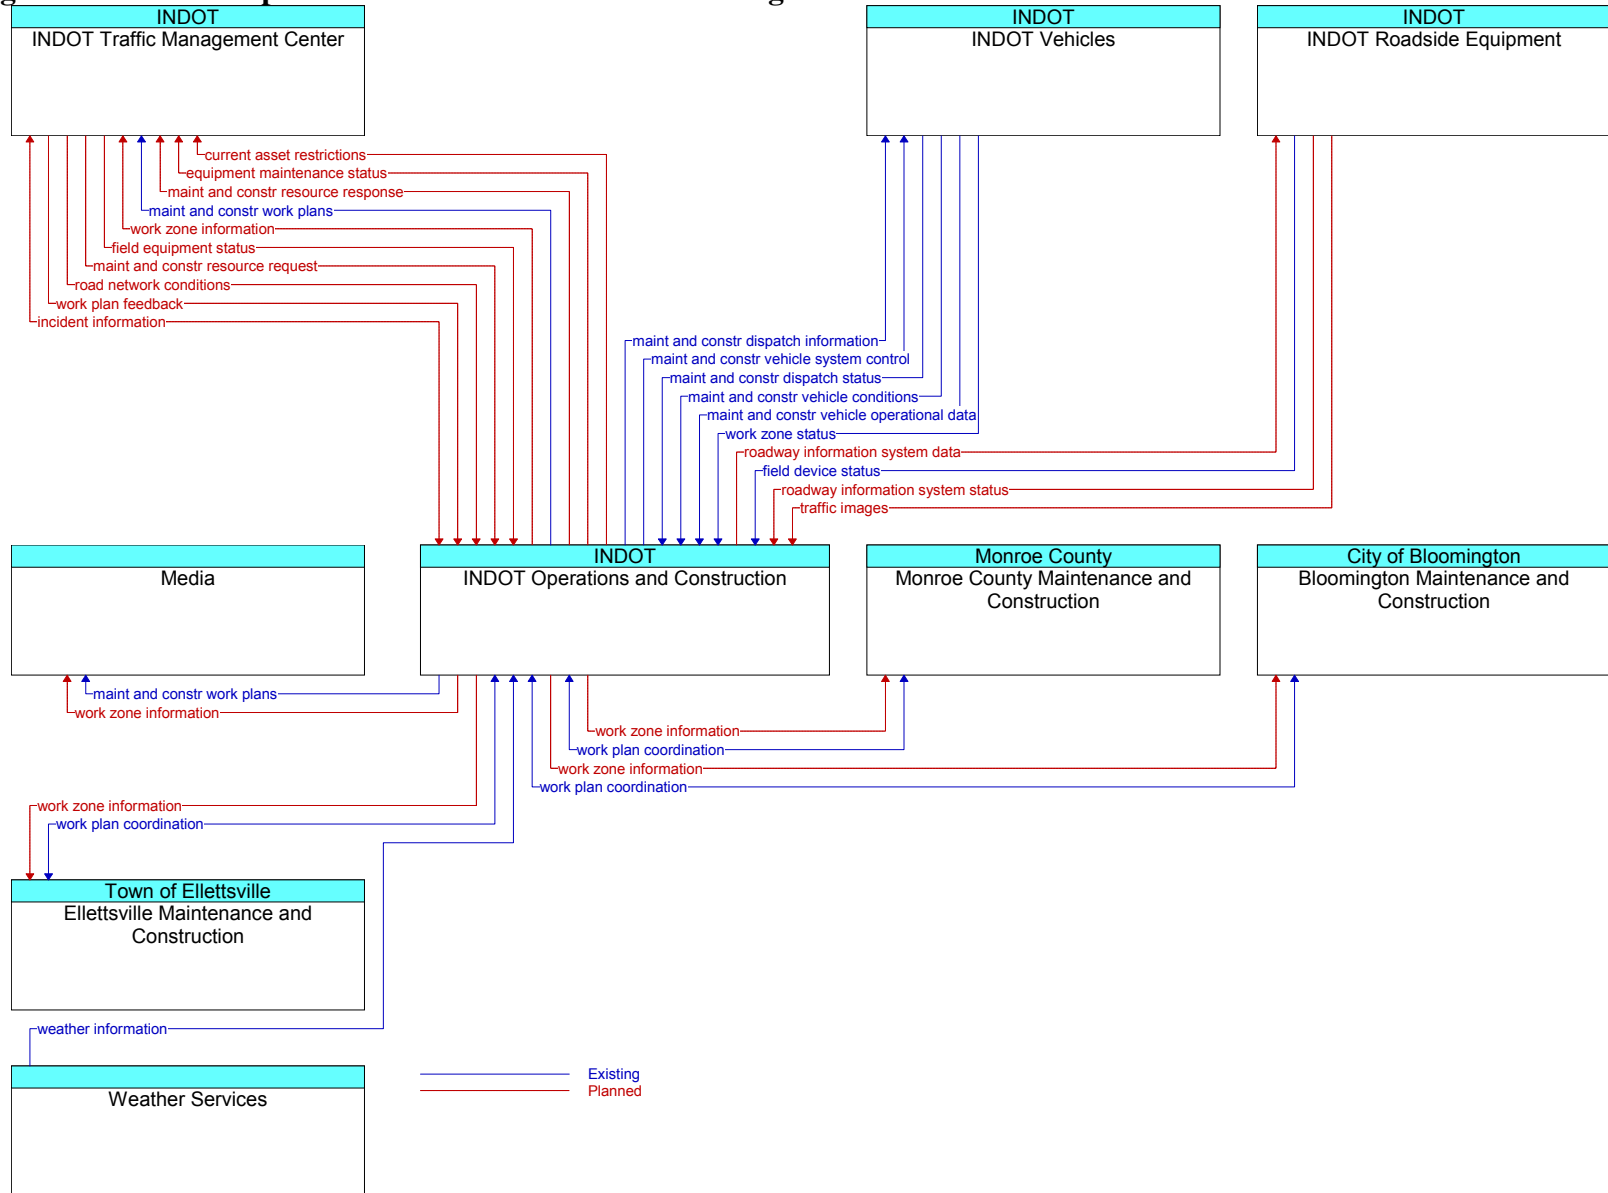 INDOT
INDOT Traffic Management Center
INDOT
INDOT Vehicles
INDOT
INDOT Roadside Equipment
current asset restrictions
equipment maintenance status
maint and constr resource response
maint and constr work plans
work zone information
field equipment status
maint and constr resource request
road network conditions
work plan feedback
incident information
maint and constr dispatch information
maint and constr vehicle system control
maint and constr dispatch status
maint and constr vehicle conditions
maint and constr vehicle operational data
work zone status
roadway information system data
field device status
roadway information system status
traffic images
Media
INDOT
INDOT Operations and Construction
Monroe County
Monroe County Maintenance and
Construction
City of Bloomington
Bloomington Maintenance and
Construction
maint and constr work plans
work zone information
work zone information
work plan coordination
work zone information
work plan coordination
work zone information
work plan coordination
Town of Ellettsville
Ellettsville Maintenance and
Construction
weather information
Weather Services
Existing
Planned